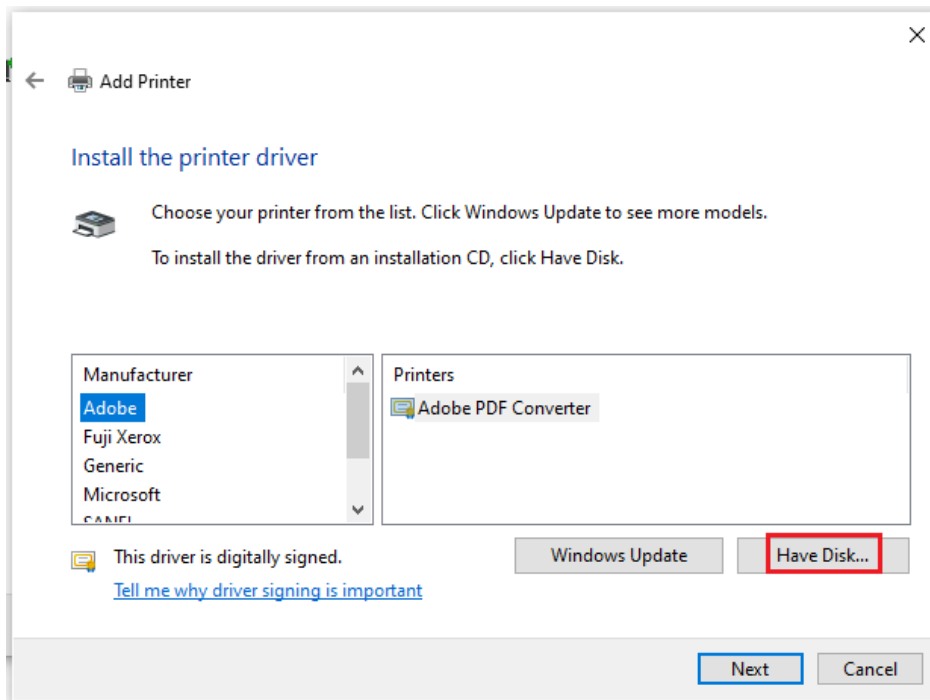 Add Printer
Install the printer driver
Choose your printer from the list. Click Windows Update to see more models.
To install the driver from an installation CD, click Have Disk.
Manufacturer
Adobe
Fuji Xerox
Generic
Microsoft
Printers
Adobe PDF Converter
This driver is digitally signed.
Tell me why driver signing is important
Windows Update
Have Disk...
Next
Cancel